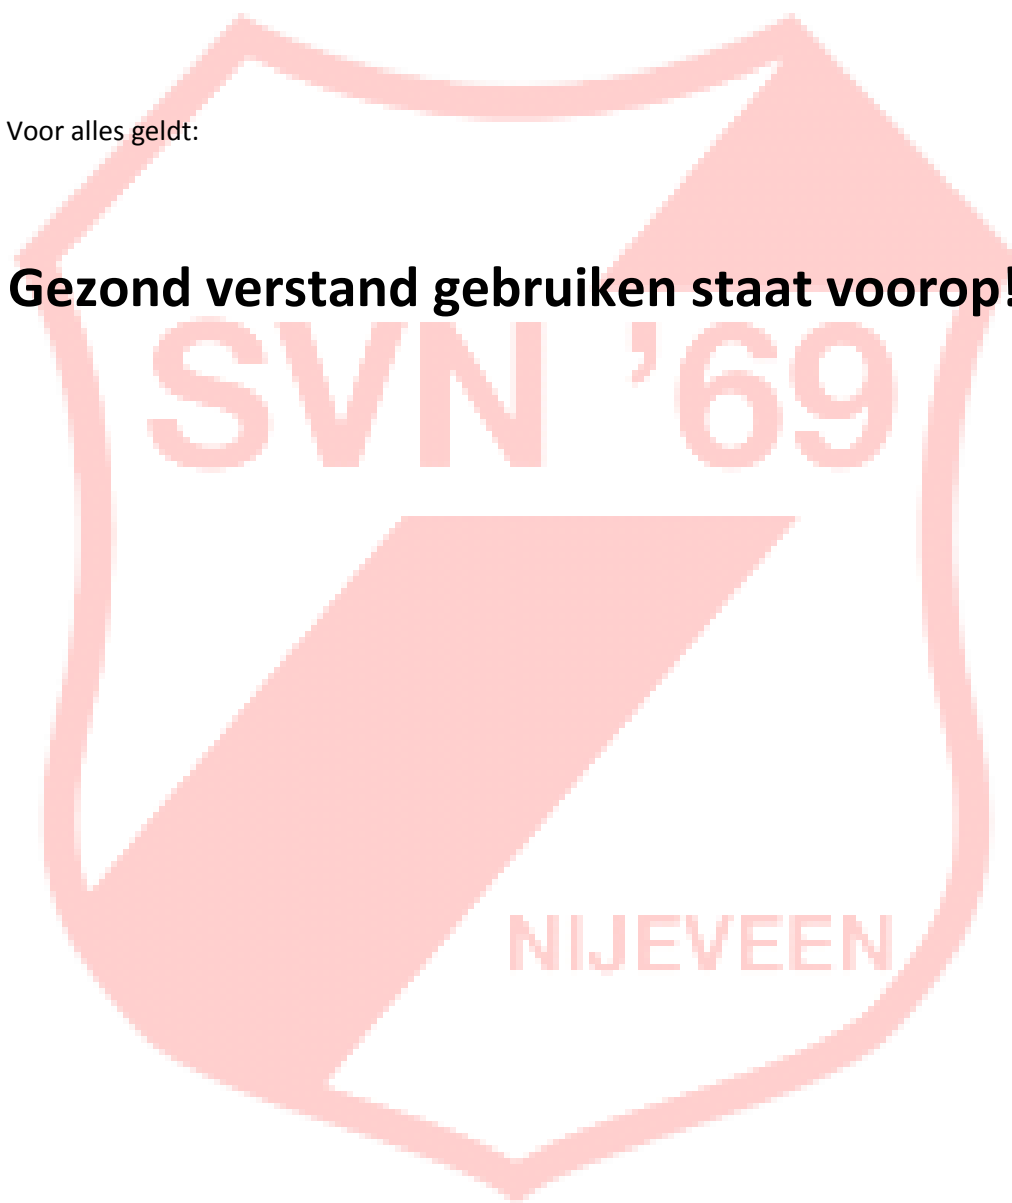 Voor alles geldt:
Gezond verstand gebruiken staat voorop!
SVN ’69
NIJEVEEN